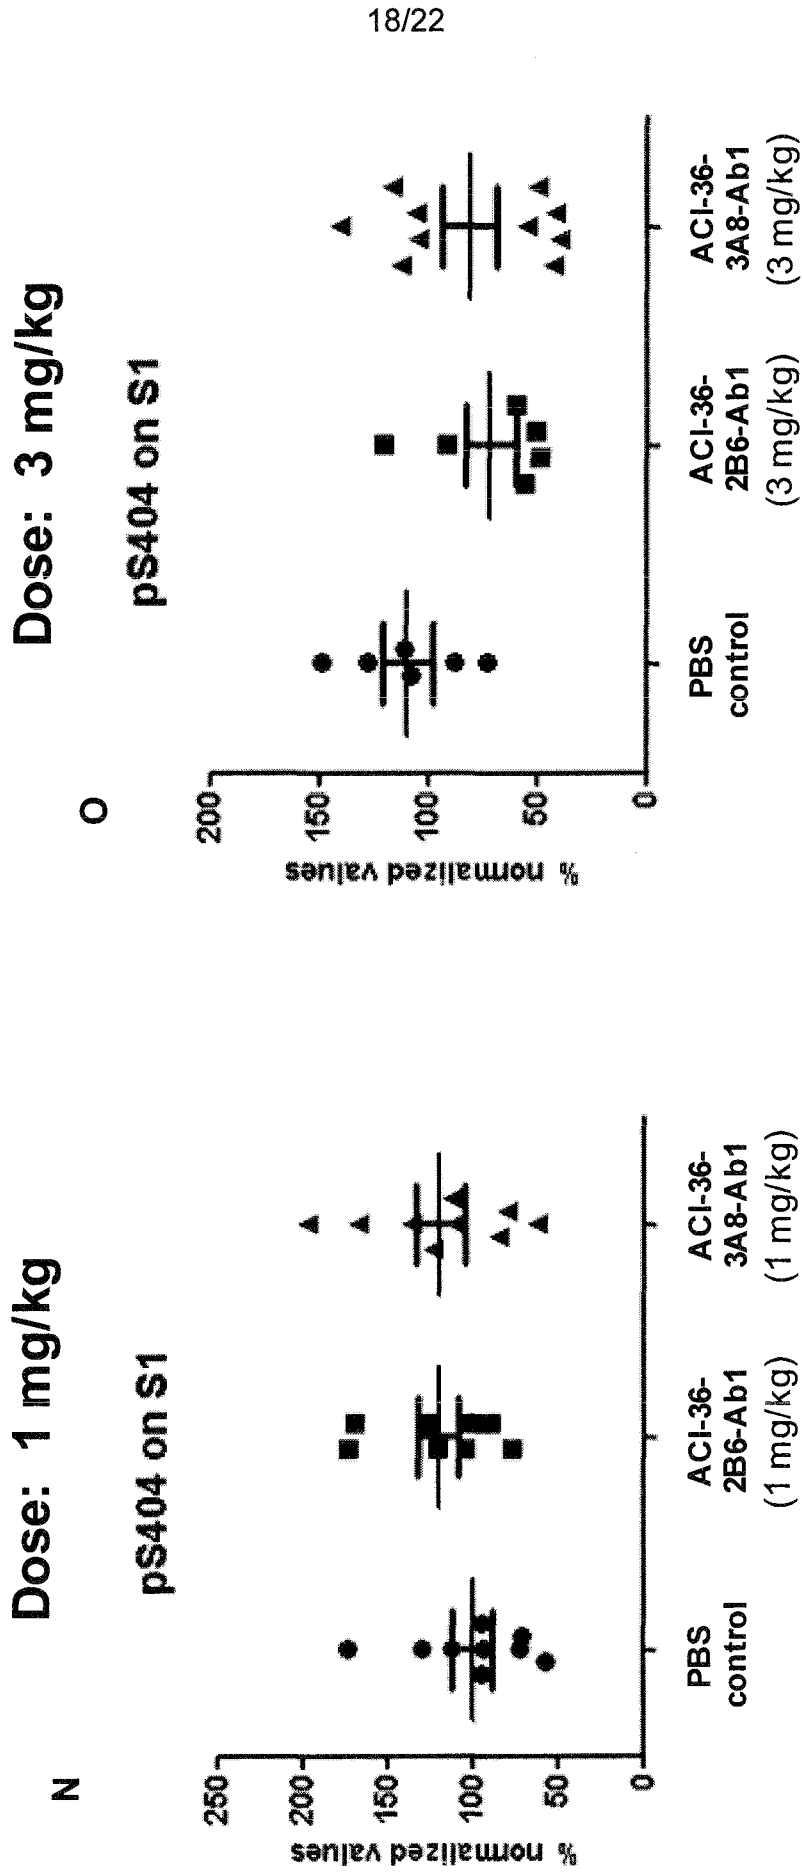 18/22
N
Dose: 1 mg/kg
pS404 on S1
% normalized values
250
200
150
100
50
0
PBS
control
ACI-36-
2B6-Ab1
(1 mg/kg)
ACI-36-
3A8-Ab1
(1 mg/kg)
O
Dose: 3 mg/kg
pS404 on S1
% normalized values
200
150
100
50
0
PBS
control
ACI-36-
2B6-Ab1
(3 mg/kg)
ACI-36-
3A8-Ab1
(3 mg/kg)